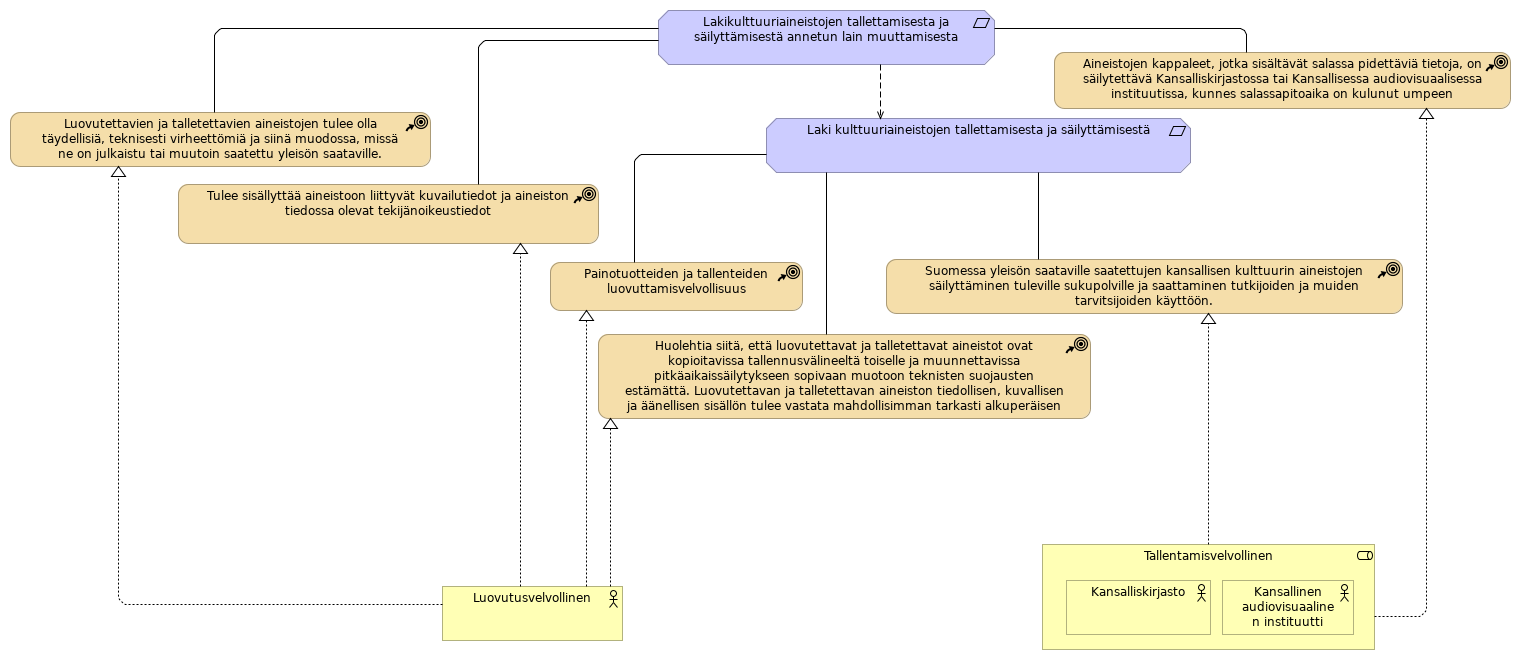 Lakikulttuuriaineistojen tallettamisesta ja
säilyttämisestä annetun lain muuttamisesta
Aineistojen kappaleet, jotka sisältävät salassa pidettäviä tietoja, on
säilytettävä Kansalliskirjastossa tai Kansallisessa audiovisuaalisessa
instituutissa, kunnes salassapitoaika on kulunut umpeen
Luovutettavien ja talletettavien aineistojen tulee olla
täydellisiä, teknisesti virheettömiä ja siinä muodossa, missä
ne on julkaistu tai muutoin saatettu yleisön saataville.
Laki kulttuuriaineistojen tallettamisesta ja säilyttämisestä
Tulee sisällyttää aineistoon liittyvät kuvailutiedot ja aineiston
tiedossa olevat tekijänoikeustiedot
Painotuotteiden ja tallenteiden
luovuttamisvelvollisuus
Suomessa yleisön saataville saatettujen kansallisen kulttuurin aineistojen
säilyttäminen tuleville sukupolville ja saattaminen tutkijoiden ja muiden
tarvitsijoiden käyttöön.
Huolehtia siitä, että luovutettavat ja talletettavat aineistot ovat
kopioitavissa tallennusvälineeltä toiselle ja muunnettavissa
pitkäaikaissäilytykseen sopivaan muotoon teknisten suojausten
estämättä. Luovutettavan ja talletettavan aineiston tiedollisen, kuvallisen
ja äänellisen sisällön tulee vastata mahdollisimman tarkasti alkuperäisen
Luovutusvelvollinen
Tallentamisvelvollinen
Kansalliskirjasto
Kansallinen
audiovisuaaline
n instituutti